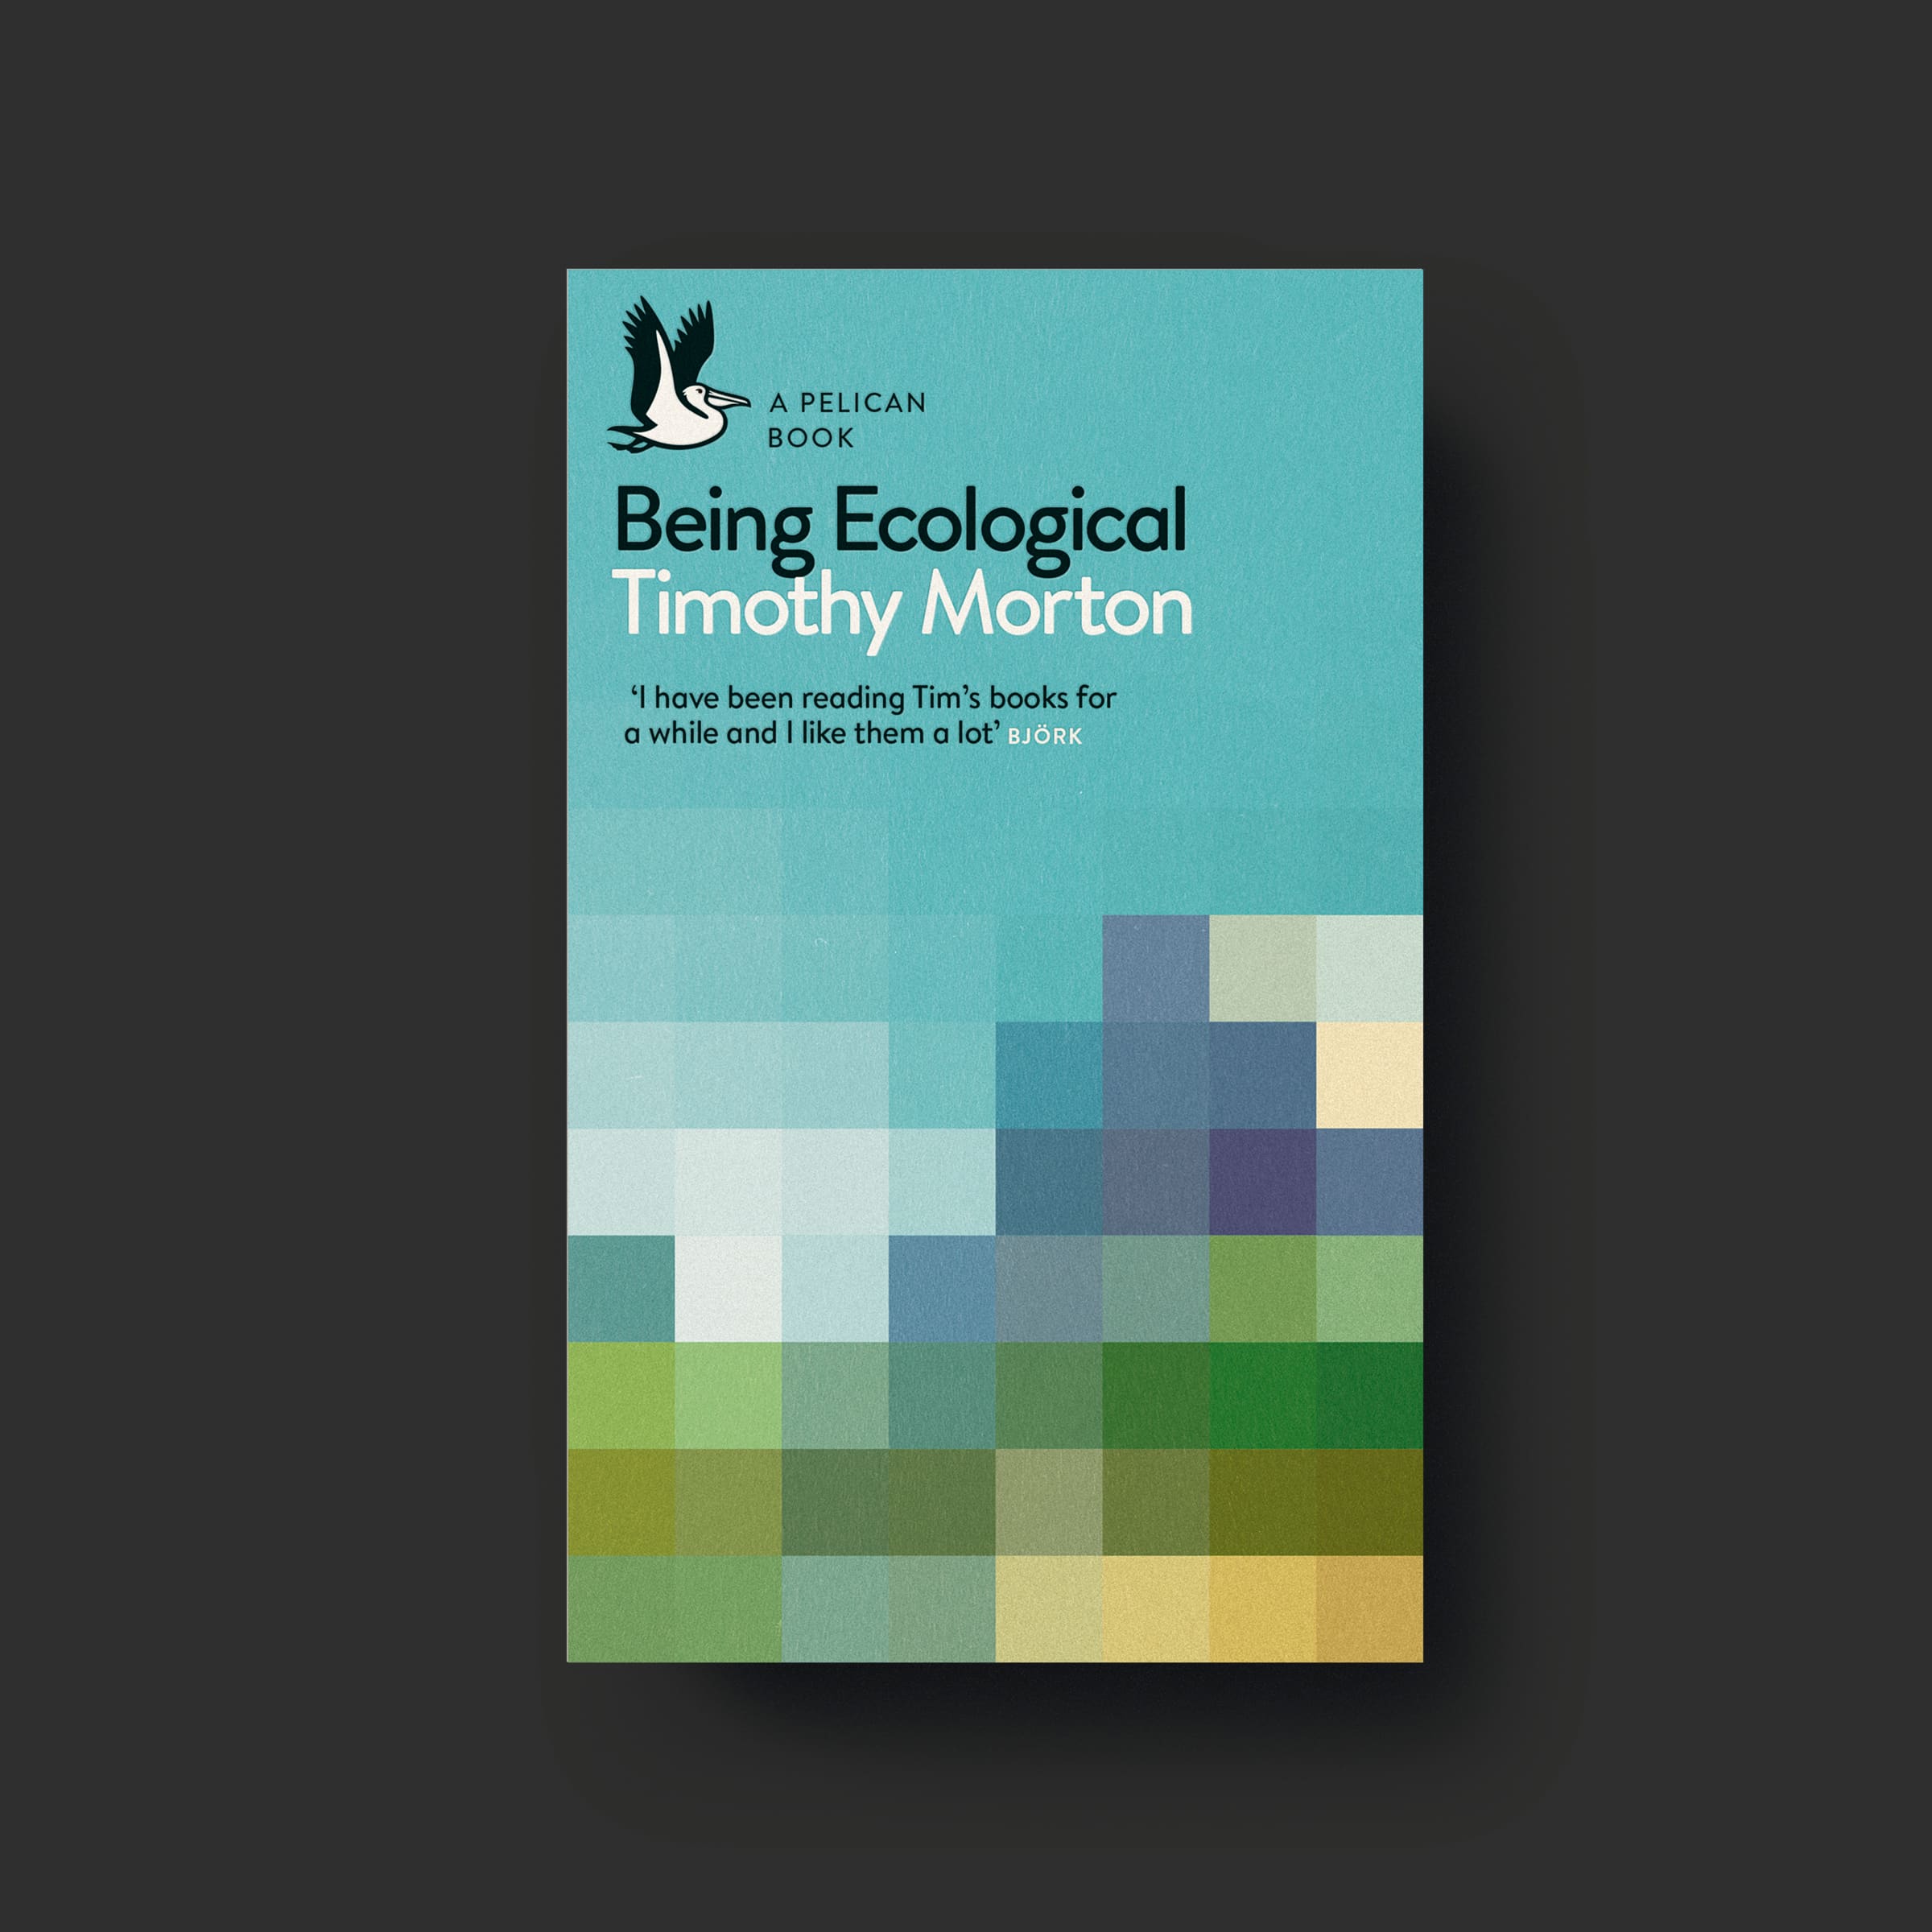 A PELICAN
BOOK
Being Ecological
Timothy Morton
‘I have been reading Tim’s books for
a while and I like them a lot’ BJÖRK